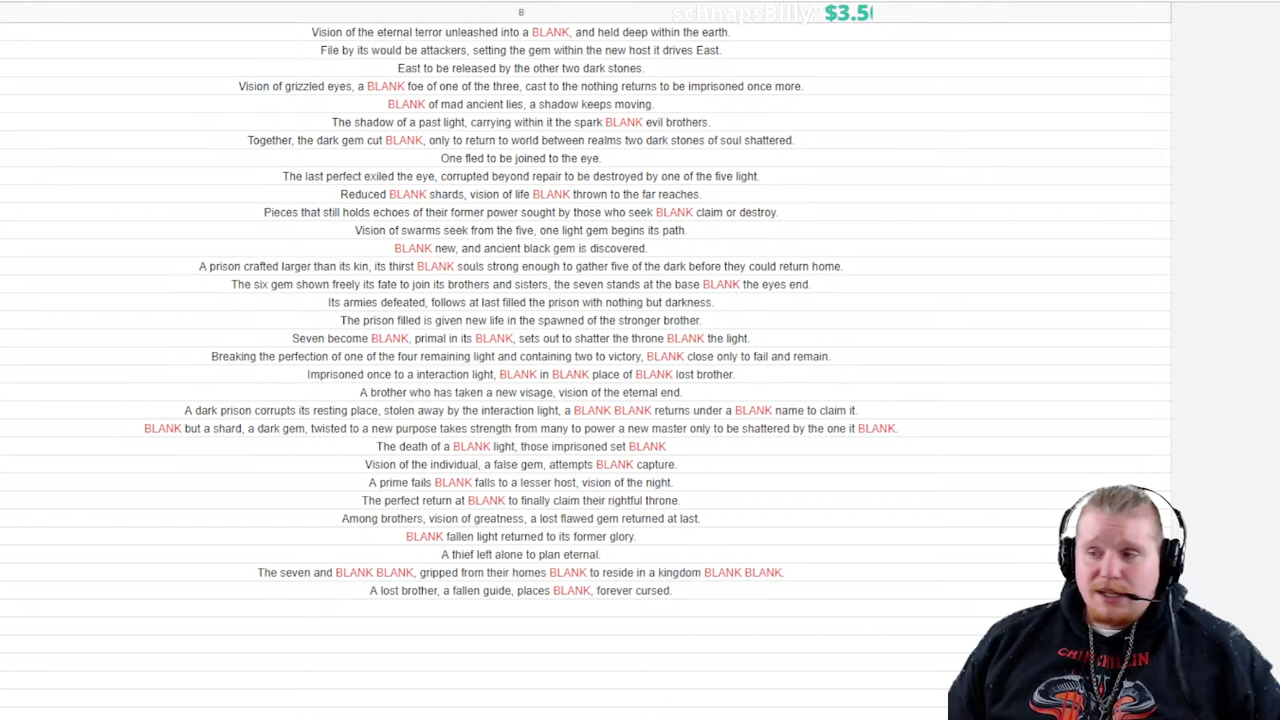 B
schnapsBilly: $3.50
Vision of the eternal terror unleashed into a BLANK, and held deep within the earth.
File by its would be attackers, setting the gem within the new host it drives East.
East to be released by the other two dark stones.
Vision of grizzled eyes, a BLANK foe of one of the three, cast to the nothing returns to be imprisoned once more.
BLANK of mad ancient lies, a shadow keeps moving.
The shadow of a past light, carrying within it the spark BLANK evil brothers.
Together, the dark gem cut BLANK, only to return to world between realms two dark stones of soul shattered.
One fled to be joined to the eye.
The last perfect exiled the eye, corrupted beyond repair to be destroyed by one of the five light.
Reduced BLANK shards, vision of life BLANK thrown to the far reaches.
Pieces that still holds echoes of their former power sought by those who seek BLANK claim or destroy.
Vision of swarms seek from the five, one light gem begins its path.
BLANK new, and ancient black gem is discovered.
A prison crafted larger than its kin, its thirst BLANK souls strong enough to gather five of the dark before they could return home.
The six gem shown freely its fate to join its brothers and sisters, the seven stands at the base BLANK the eyes end.
Its armies defeated, follows at last filled the prison with nothing but darkness.
The prison filled is given new life in the spawned of the stronger brother.
Seven become BLANK, primal in its BLANK, sets out to shatter the throne BLANK the light.
Breaking the perfection of one of the four remaining light and containing two to victory, BLANK close only to fail and remain.
Imprisoned once to a interaction light, BLANK in BLANK place of BLANK lost brother.
A brother who has taken a new visage, vision of the eternal end.
A dark prison corrupts its resting place, stolen away by the interaction light, a BLANK BLANK returns under a BLANK name to claim it.
BLANK but a shard, a dark gem, twisted to a new purpose takes strength from many to power a new master only to be shattered by the one it BLANK.
The death of a BLANK light, those imprisoned set BLANK
Vision of the individual, a false gem, attempts BLANK capture.
A prime fails BLANK falls to a lesser host, vision of the night.
The perfect return at BLANK to finally claim their rightful throne.
Among brothers, vision of greatness, a lost flawed gem returned at last.
BLANK fallen light returned to its former glory.
A thief left alone to plan eternal.
The seven and BLANK BLANK, gripped from their homes BLANK to reside in a kingdom BLANK BLANK.
A lost brother, a fallen guide, places BLANK, forever cursed.